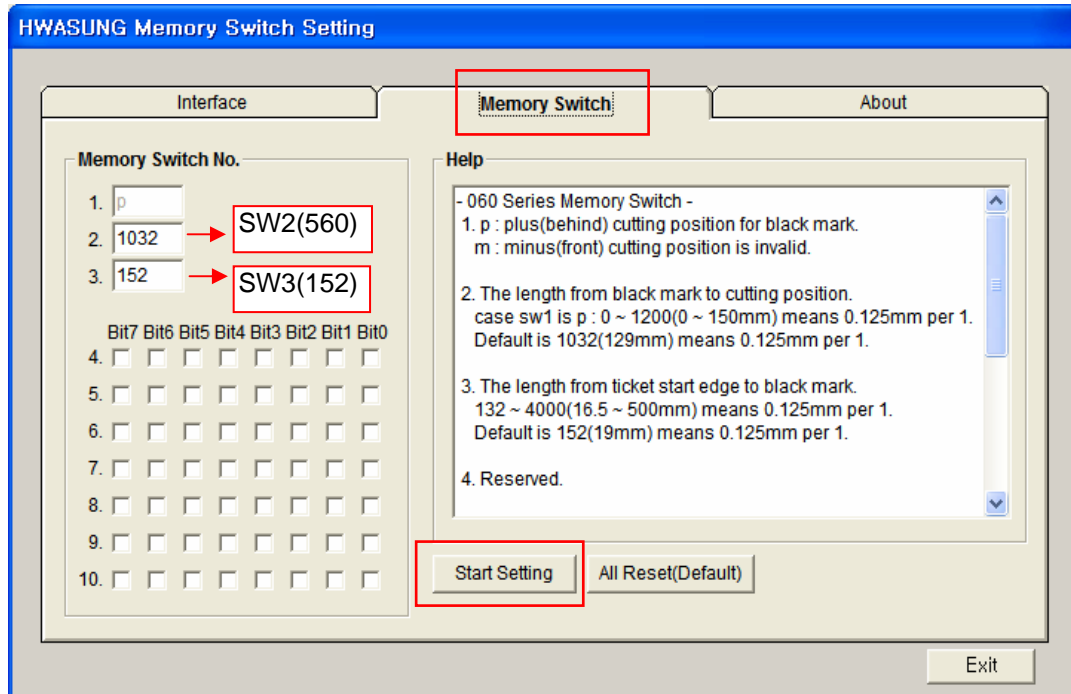 HWASUNG Memory Switch Setting
Interface
Memory Switch
About
Memory Switch No.
1. p
2. 1032
SW2(560)
3. 152
SW3(152)
Bit7 Bit6 Bit5 Bit4 Bit3 Bit2 Bit1 Bit0
4.
5.
6.
7.
8.
9.
10.
Help
- 060 Series Memory Switch -
1. p : plus(behind) cutting position for black mark.
m : minus(front) cutting position is invalid.
2. The length from black mark to cutting position.
case sw1 is p : 0 ~ 1200(0 ~ 150mm) means 0.125mm per 1.
Default is 1032(129mm) means 0.125mm per 1.
3. The length from ticket start edge to black mark.
132 ~ 4000(16.5 ~ 500mm) means 0.125mm per 1.
Default is 152(19mm) means 0.125mm per 1.
4. Reserved.
Start Setting
All Reset(Default)
Exit